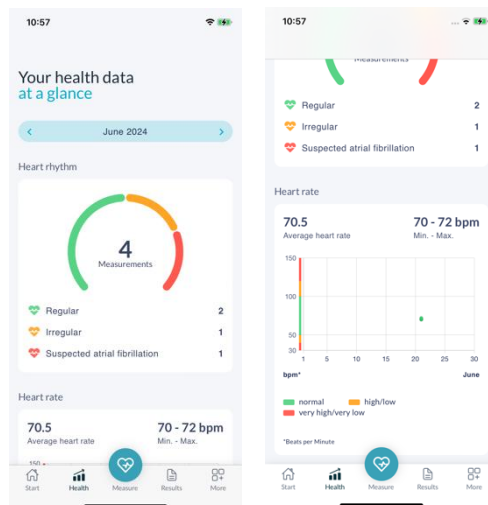 10:57
Your health data
at a glance
June 2024
Heart rhythm
4
Measurements
Regular 2
Irregular 1
Suspected atrial fibrillation 1
Heart rate
70.5 70 - 72 bpm
Average heart rate Min. - Max.
150
Start Health Measure Results More
10:57
Measurements
Regular 2
Irregular 1
Suspected atrial fibrillation 1
Heart rate
70.5 70 - 72 bpm
Average heart rate Min. - Max.
150
100
50
30
1 5 10 15 20 25 30
bpm* June
normal high/low
very high/very low
*Beats per Minute
Start Health Measure Results More